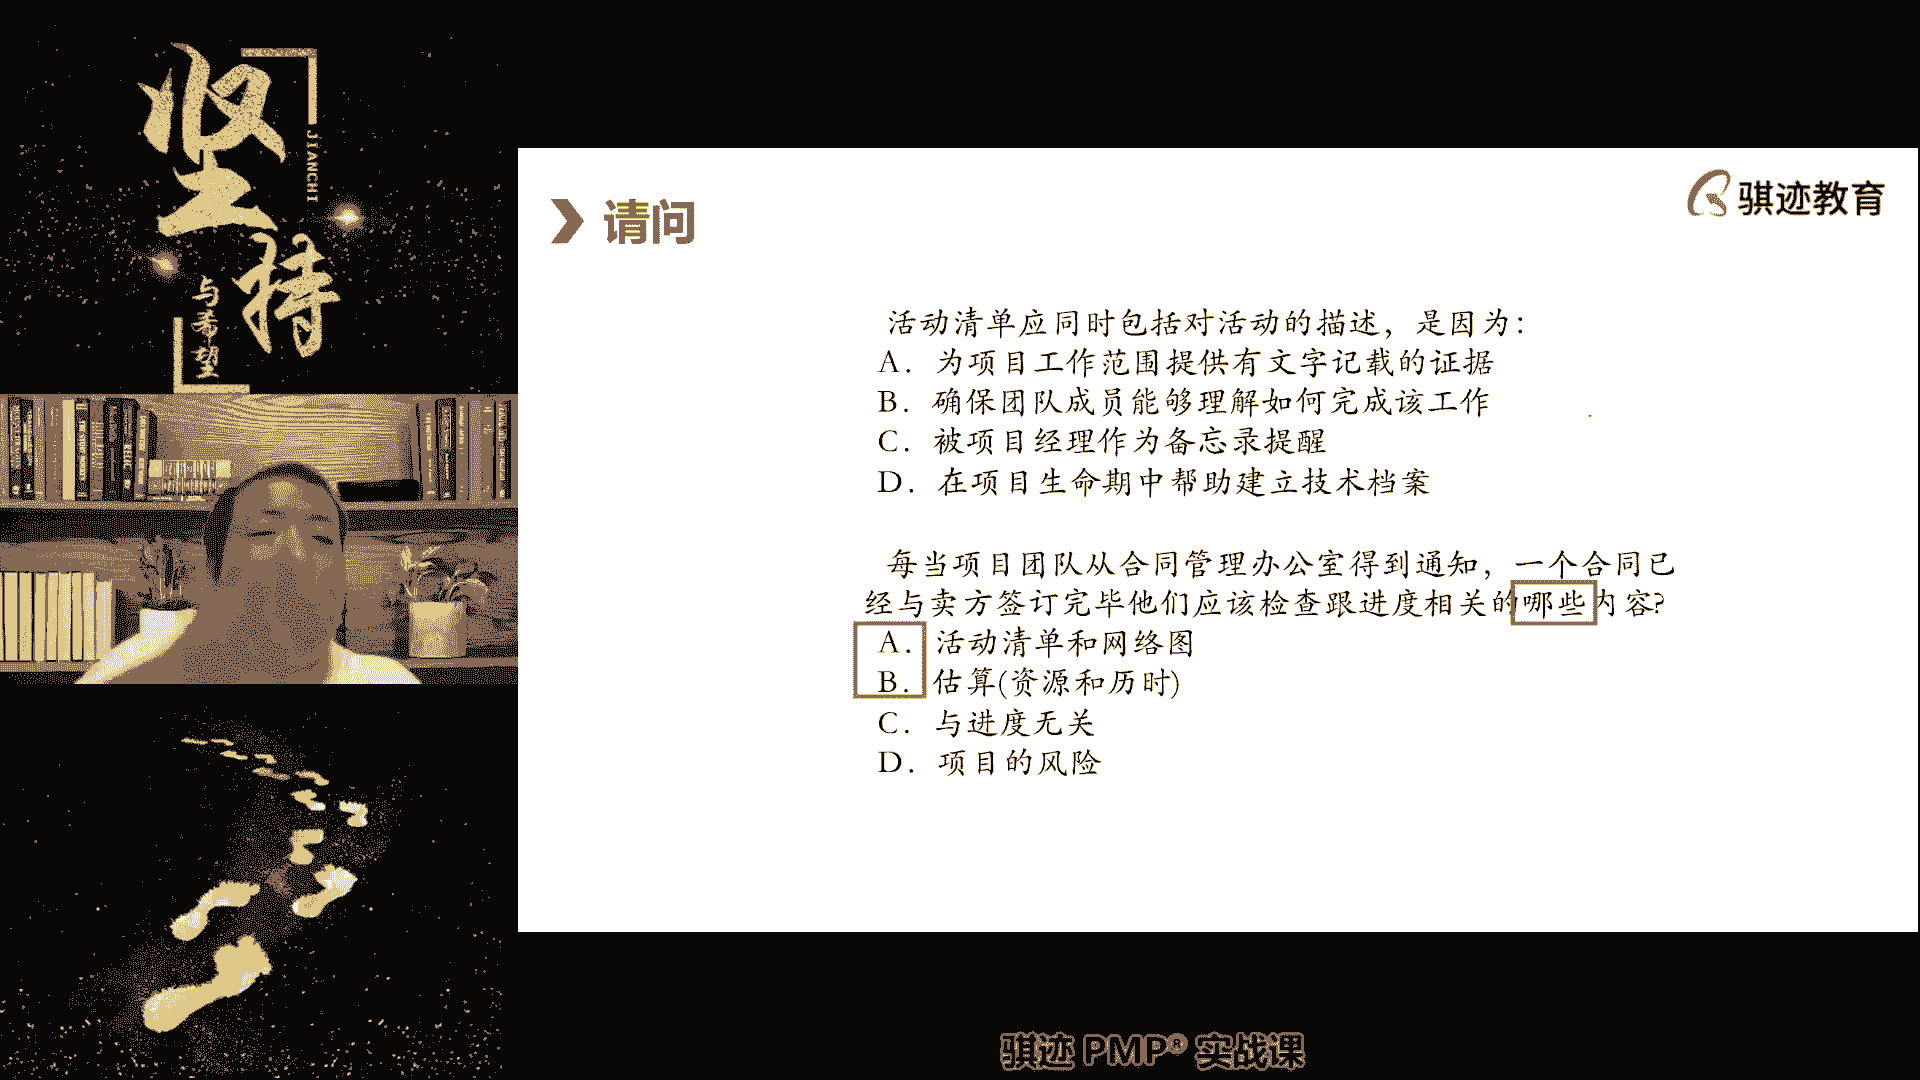 坚持
JIANCHI
与希望
请问
骐迹教育
活动清单应同时包括对活动的描述，是因为：
A. 为项目工作范围提供有文字记载的证据
B. 确保团队成员能够理解如何完成该工作
C. 被项目经理作为备忘录提醒
D. 在项目生命期中帮助建立技术档案
每当项目团队从合同管理办公室得到通知，一个合同已
经与卖方签订完毕他们应该检查跟进度相关的哪些内容?
A. 活动清单和网络图
B. 估算(资源和历时)
C. 与进度无关
D. 项目的风险
骐迹 PMP® 实战课